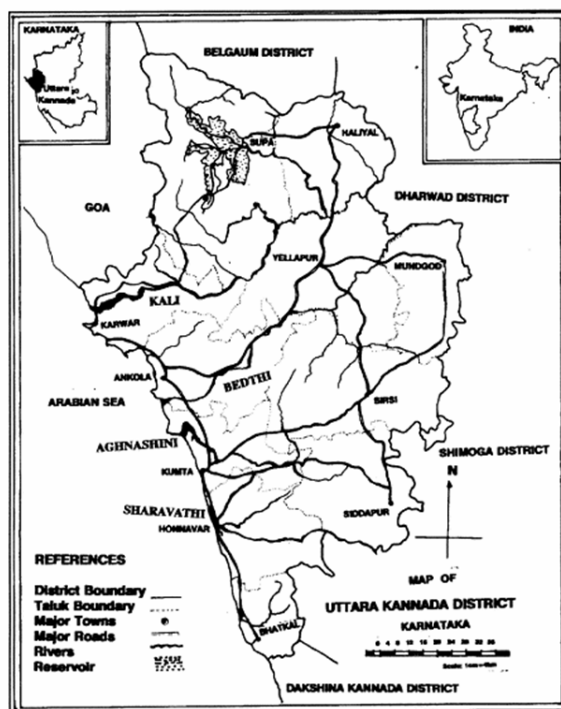 KARNATAKA
Uttara
Kannada
BELGAUM DISTRICT
INDIA
Karnataka
HALIYAL
SUPA
DHARWAD DISTRICT
GOA
YELLAPUR
MUNDGOD
KALI
KARWAR
ANKOLA
BEDTHI
ARABIAN SEA
SIRSI
AGHNASHINI
SHIMOGA DISTRICT
N
KUMTA
SHARAVATHI
SIDDAPUR
HONNAVAR
REFERENCES
District Boundary
Taluk Boundary
Major Towns
Major Roads
Rivers
Reservoir
MAP OF
UTTARA KANNADA DISTRICT
KARNATAKA
BHATKAL
DAKSHINA KANNADA DISTRICT